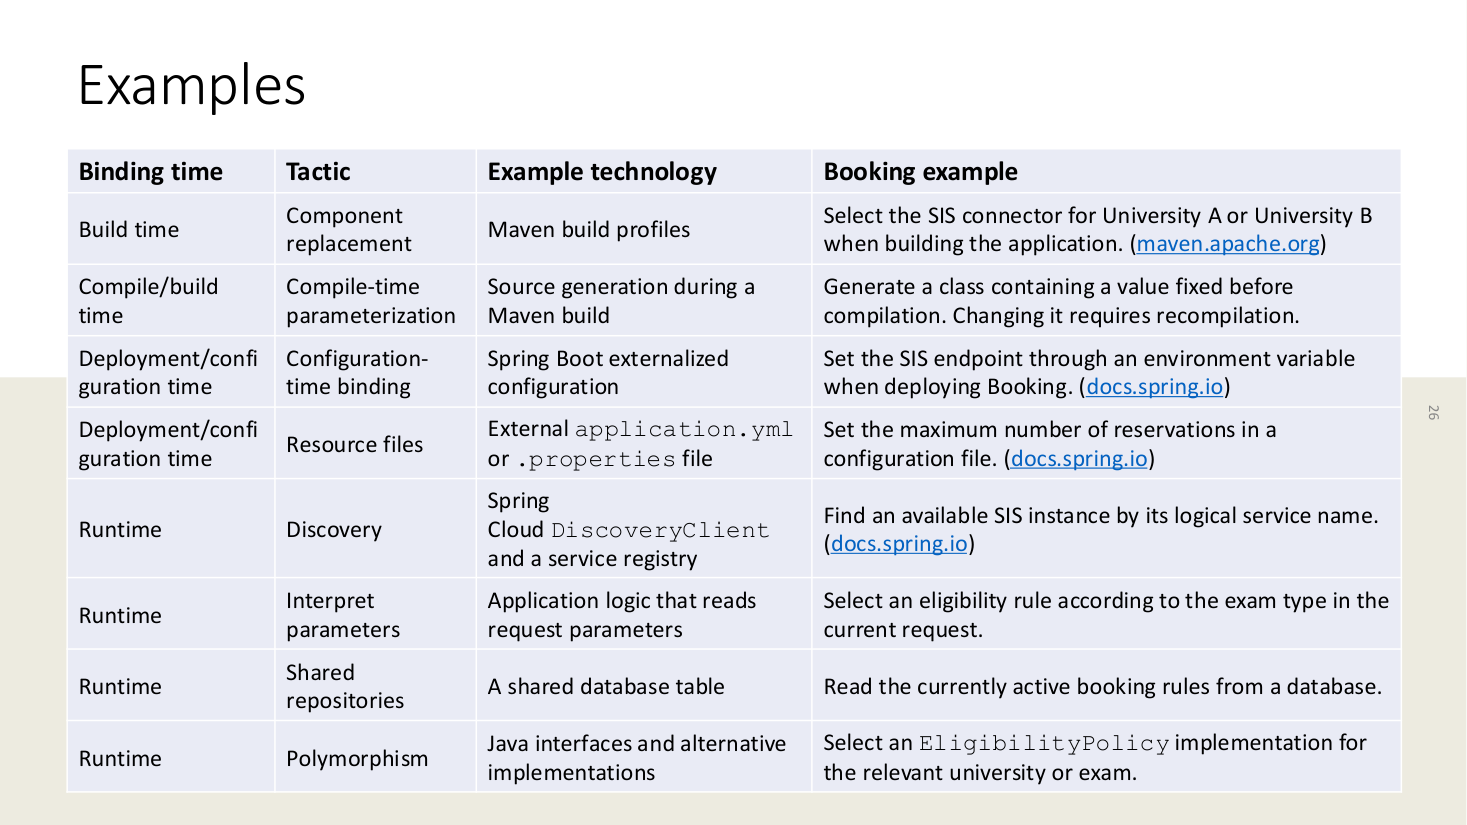 Examples
Binding time
Tactic
Example technology
Booking example
Build time
Component
replacement
Maven build profiles
Select the SIS connector for University A or University B
when building the application. (maven.apache.org)
Compile/build
time
Compile-time
parameterization
Source generation during a
Maven build
Generate a class containing a value fixed before
compilation. Changing it requires recompilation.
Deployment/confi
guration time
Configuration-
time binding
Spring Boot externalized
configuration
Set the SIS endpoint through an environment variable
when deploying Booking. (docs.spring.io)
Deployment/confi
guration time
Resource files
External application.yml
or .properties file
Set the maximum number of reservations in a
configuration file. (docs.spring.io)
Runtime
Discovery
Spring
Cloud DiscoveryClient
and a service registry
Find an available SIS instance by its logical service name.
(docs.spring.io)
Runtime
Interpret
parameters
Application logic that reads
request parameters
Select an eligibility rule according to the exam type in the
current request.
Runtime
Shared
repositories
A shared database table
Read the currently active booking rules from a database.
Runtime
Polymorphism
Java interfaces and alternative
implementations
Select an EligibilityPolicy implementation for
the relevant university or exam.
26